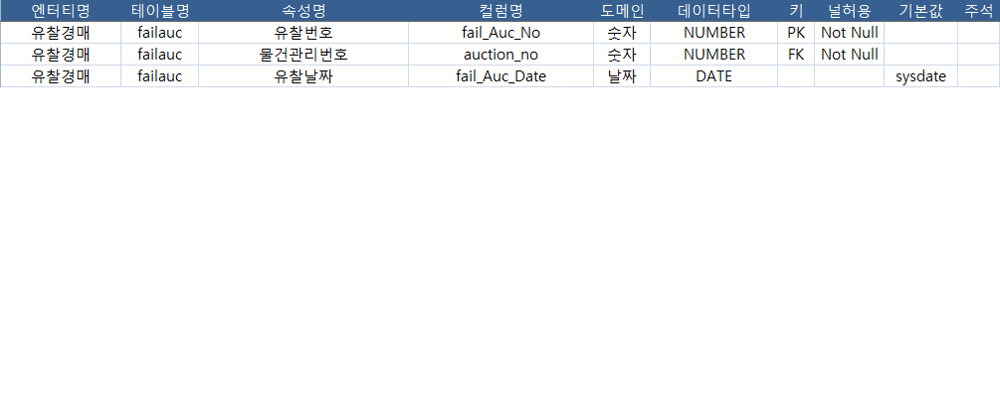 엔터티명 테이블명 속성명 컬럼명 도메인 데이터타입 키 널허용 기본값 주석
유찰경매 failauc 유찰번호 fail_Auc_No 숫자 NUMBER PK Not Null
유찰경매 failauc 물건관리번호 auction_no 숫자 NUMBER FK Not Null
유찰경매 failauc 유찰날짜 fail_Auc_Date 날짜 DATE sysdate